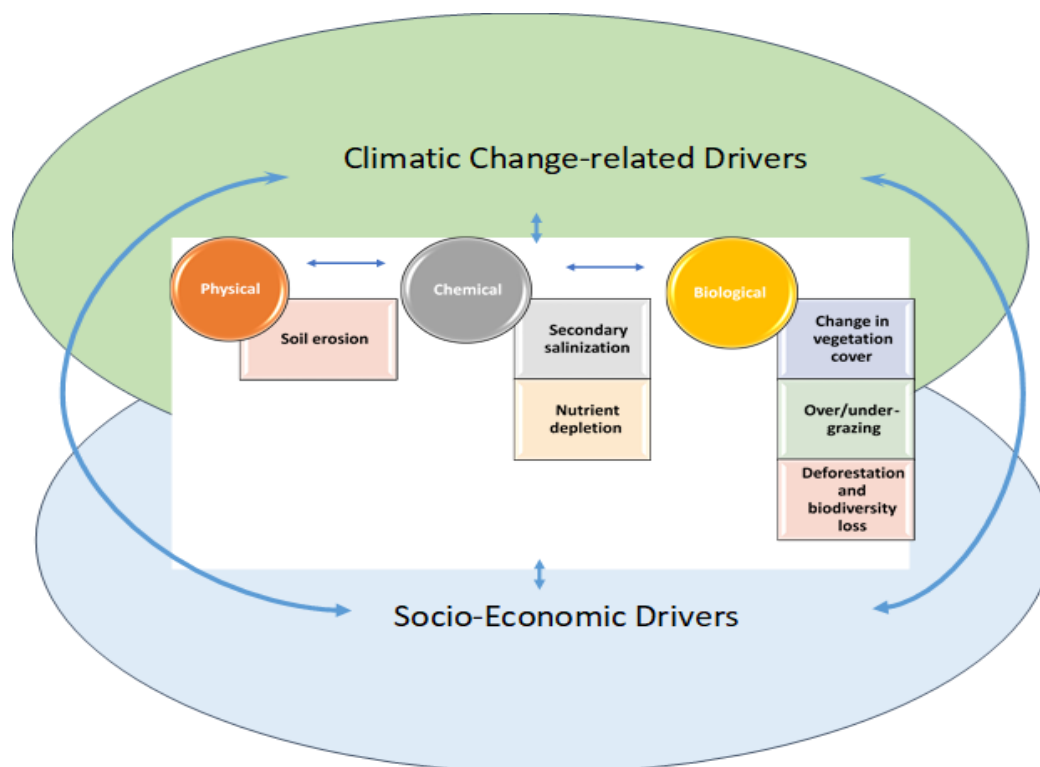 Climatic Change-related Drivers
Physical
Chemical
Biological
Soil erosion
Secondary
salinization
Nutrient
depletion
Change in
vegetation
cover
Over/under-
grazing
Deforestation
and
biodiversity
loss
Socio-Economic Drivers